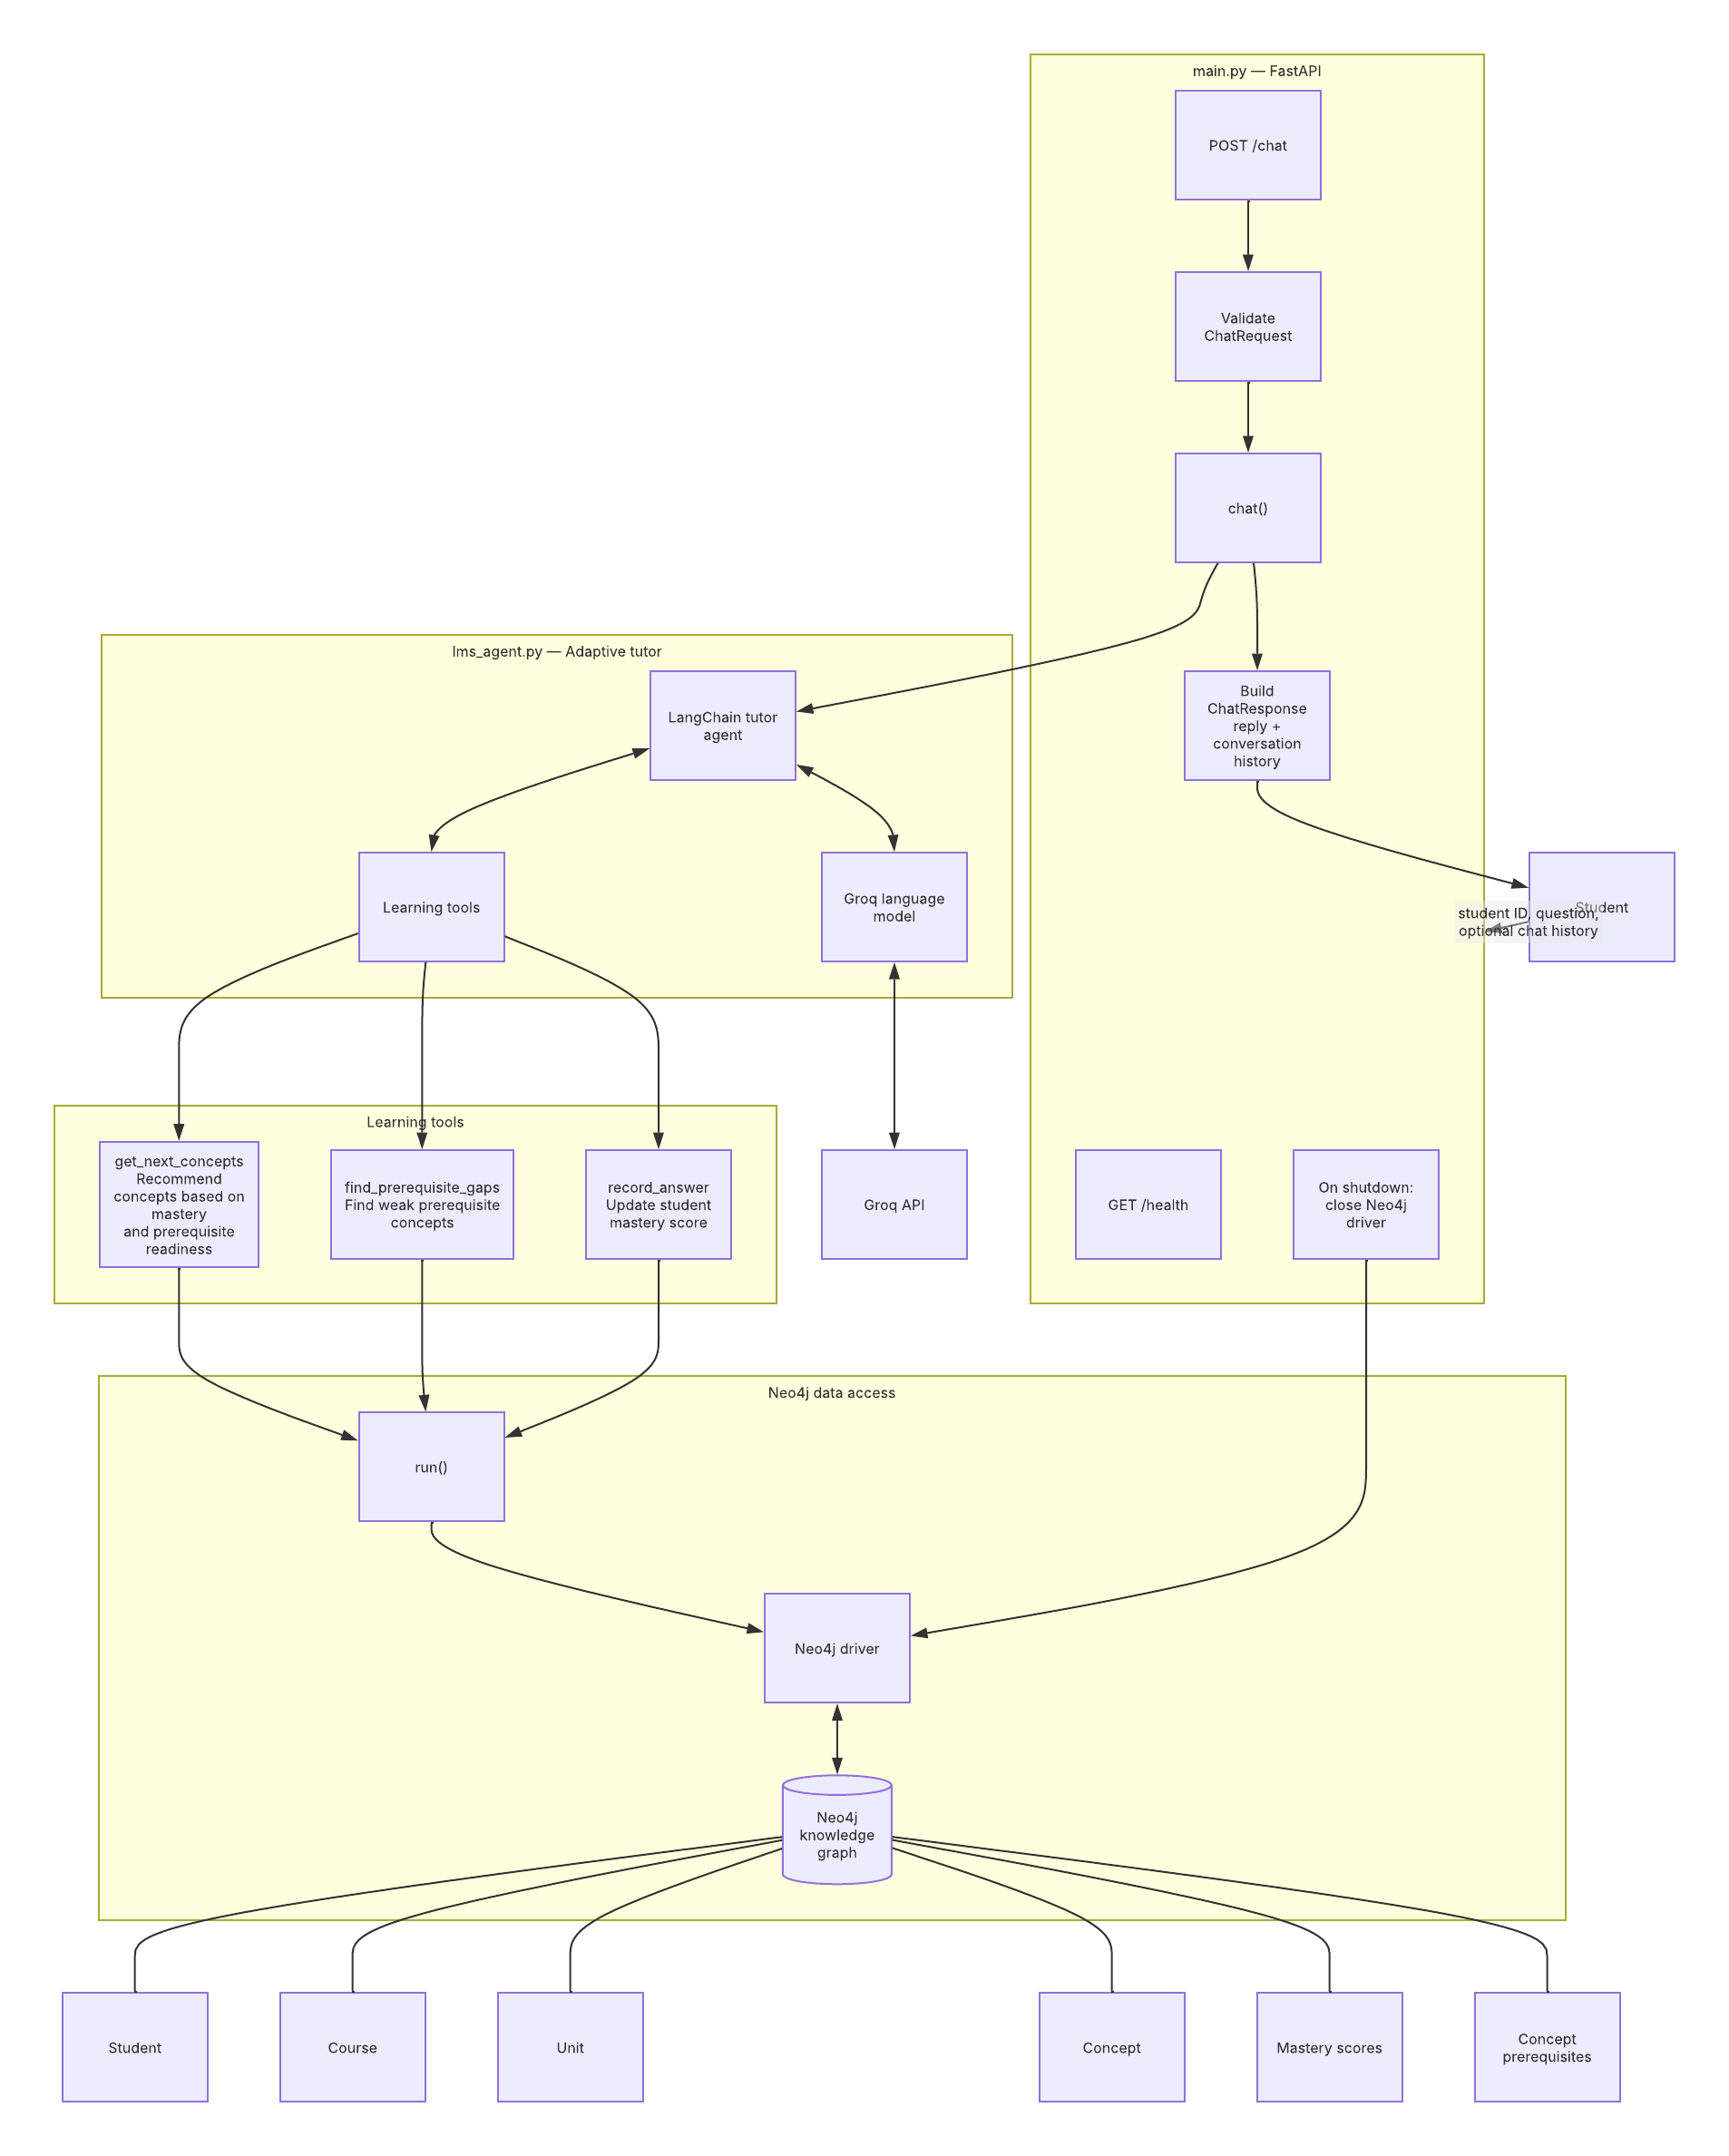 main.py — FastAPI
POST /chat
Validate
ChatRequest
chat()
lms_agent.py — Adaptive tutor
LangChain tutor
agent
Build
ChatResponse
reply +
conversation
history
Learning tools
Groq language
model
Student
student ID, question,
optional chat history
Learning tools
get_next_concepts
Recommend
concepts based on
mastery
and prerequisite
readiness
find_prerequisite_gaps
Find weak prerequisite
concepts
record_answer
Update student
mastery score
Groq API
GET /health
On shutdown:
close Neo4j
driver
Neo4j data access
run()
Neo4j driver
Neo4j
knowledge
graph
Student
Course
Unit
Concept
Mastery scores
Concept
prerequisites